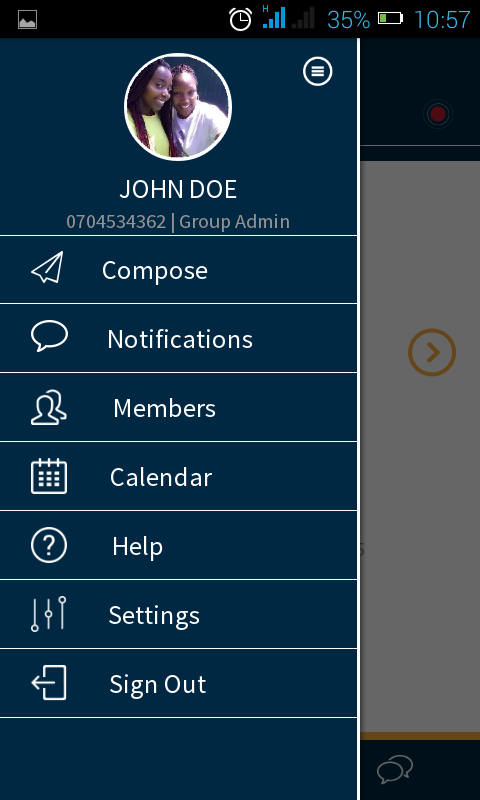 H
35%
10:57
JOHN DOE
0704534362 | Group Admin
Compose
Notifications
Members
Calendar
? Help
Settings
Sign Out